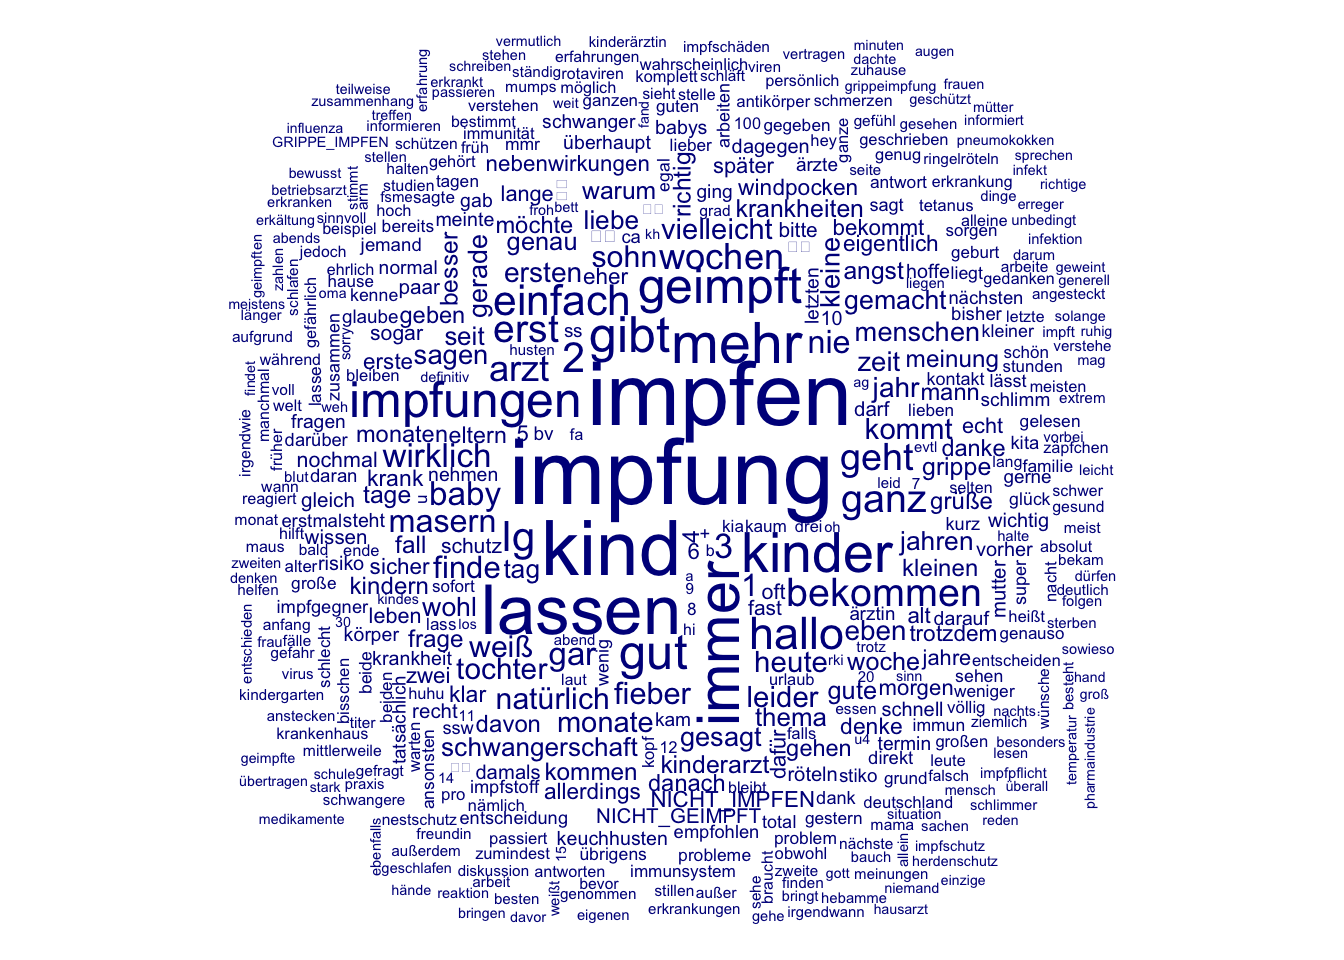 vermutlich kinderärztin impfschäden minuten augen
stehen erfahrungen vertragen dachte
schreiben wahrscheinlich viren zuhause
erfahrung erkrankt ständig rotaviren komplett schläft persönlich grippeimpfung frauen
teilweise passieren mumps möglich sieht stelle
zusammenhang verstehen weit ganzen guten arbeiten antikörper schmerzen geschützt mütter
treffen bestimmt schwanger fand babys 100 gegeben hey ganze gefühl gesehen informiert
influenza informieren immunität
GRIPPE_IMPFEN schützen früh mmr überhaupt lieber dagegen geschrieben pneumokokken
stellen halten gehört nebenwirkungen egal richtig später ärzte seite genug ringelröteln sprechen
bewusst stimmt studien tagen infekt
betriebsarzt arm fsme sagte gab lange warum ging windpocken antwort erkrankung richtige
erkranken hoch froh bett grad krankheiten sagt tetanus dinge erreger
erkältung sinnvoll beispiel bereits meinte möchte liebe kh vielleicht bitte bekommt alleine unbedingt
abends jedoch jemand besser gerade genau ca kleine eigentlich sorgen infektion
geimpften zahlen schlafen ehrlich normal sohn wochen geburt darum
hause ersten eher geimpft letzten angst hoffe liegt arbeite geweint
gefährlich oma kenne paar einfach liegen gedanken generell
meistens gemacht nächsten angesteckt
länger glaube geben erst ss gibt mehr 10 bisher letzte solange
aufgrund sorry sogar seit nie menschen kleiner impft ruhig
zusammen erste sagen husten 2 verstehe
während lassen bleiben definitiv arzt zeit meinung schön mag
findet manchmal voll impfungen impfen ag jahr kontakt lässt stunden meisten
welt weh mann schlimm extrem
irgendwie fragen darf lieben gelesen
früher darüber monaten eltern 5 bv fa kommt echt vorbei
nochmal wirklich geht evtl danke kita zäpfchen
blut daran krank nehmen impfung grippe lang familie leicht
wann leid 7 selten gerne
reagiert gleich tage u baby ganz grüße glück schwer
gesund
monat erstmal steht masern kurz wichtig meist
hilft wissen lg kind 4 + kia kaum drei oh halte
maus bald ende fall schutz 6 b 3 kinder jahren vorher absolut
zweiten alter risiko sicher finde tag a kleinen mutter super nacht bekam
denken große kindern sofort 9 1 oft bekommen dürfen
helfen kindes lassen 8 immer fast deutlich
impfgegner leben wohl ärztin alt darauf heißt folgen
entschieden anfang 30 lass los hi hallo eben trotzdem genauso sterben
frau fälle körper frage abend trotz
gefahr schlecht weiß gar wenig gut sowieso
virus beide krankheit tochter heute rki woche jahre entscheiden
zwei laut urlaub 20 sinn sehen besteht hand
kindergarten bisschen beiden huhu klar natürlich fieber leider gute morgen weniger wünsche groß
anstecken titer tatsächlich recht 11 essen schnell völlig nachts
krankenhaus ssw davon monate kam thema denke immun ziemlich temperatur pharmaindustrie
geimpfte mittlerweile warten schwangerschaft kopf 12 gesagt dafür falls gehen u4 termin großen besonders
direkt leute lesen
übertragen schule gefragt ansonsten 14 damals kommen kinderarzt röteln stiko grund falsch impfpflicht
stark praxis danach bleibt mensch überall
schwangere pro impfstoff allerdings NICHT_IMPFEN dank deutschland schlimmer
nämlich situation
medikamente nestschutz entscheidung NICHT_GEIMPFT total gestern mama sachen reden
ebenfalls freundin passiert keuchhusten empfohlen problem
außerdem zumindest 15 übrigens probleme obwohl nächste allein impfschutz
bauch herdenschutz
geschlafen diskussion antworten immunsystem sehe braucht zweite gott meinungen
arbeit weißt bevor finden niemand einzige
hände reaktion besten genommen stillen außer bringt hebamme
bringen davor eigenen erkrankungen gehe irgendwann hausarzt